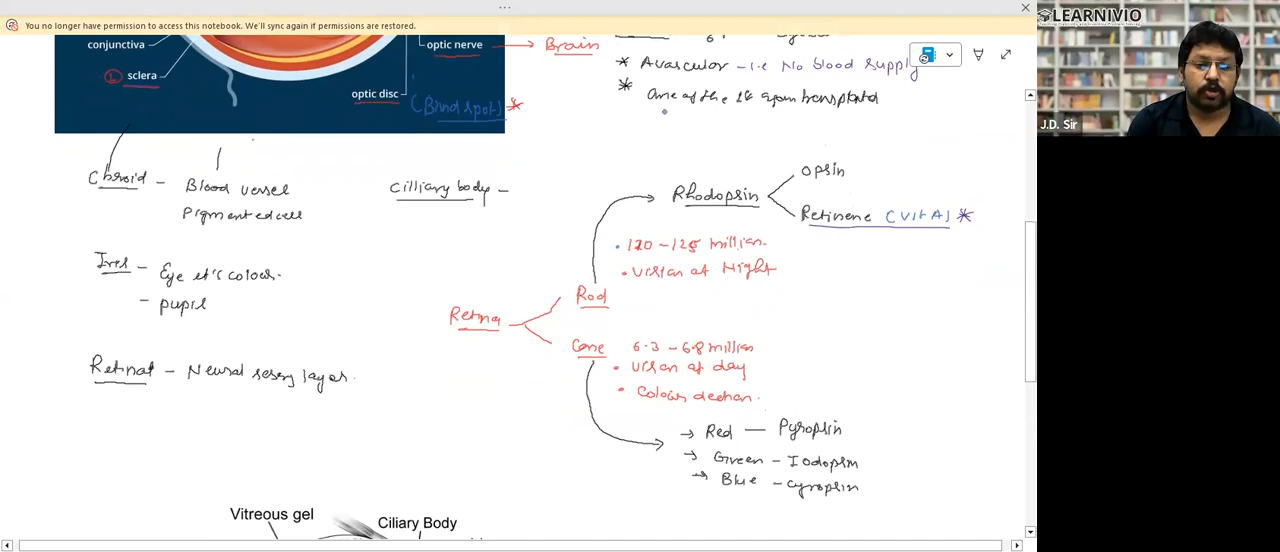 You no longer have permission to access this notebook. We'll sync again if permissions are restored.
LEARNIVIO
conjunctiva
optic nerve
Brain
sclera
optic disc
(Blind spot)*
* Avascular - i.e No blood supply
* One of the 1st organ transplanted
J.D. Sir
Choroid - Blood vessel
Pigmented cell
Cilliary body -
Rhodopsin
Opsin
Retinene (Vit A) *
• 120 - 125 million.
• Vision at Night
Iris - Eye it's colour.
- pupil
Retina
Rod
Cone
6.3 - 6.8 million
• Vision at day
• Colour dection.
Retinal - Neural sensory layer.
→ Red — Pyropsin
→ Green - Iodopsin
→ Blue - Cyropsin
Vitreous gel
Ciliary Body